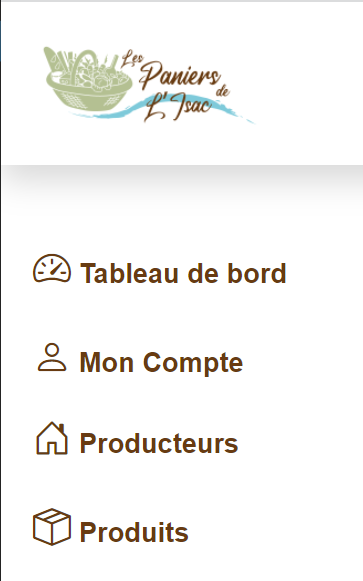 Les
Paniers
de
L'Isac
Tableau de bord
Mon Compte
Producteurs
Produits